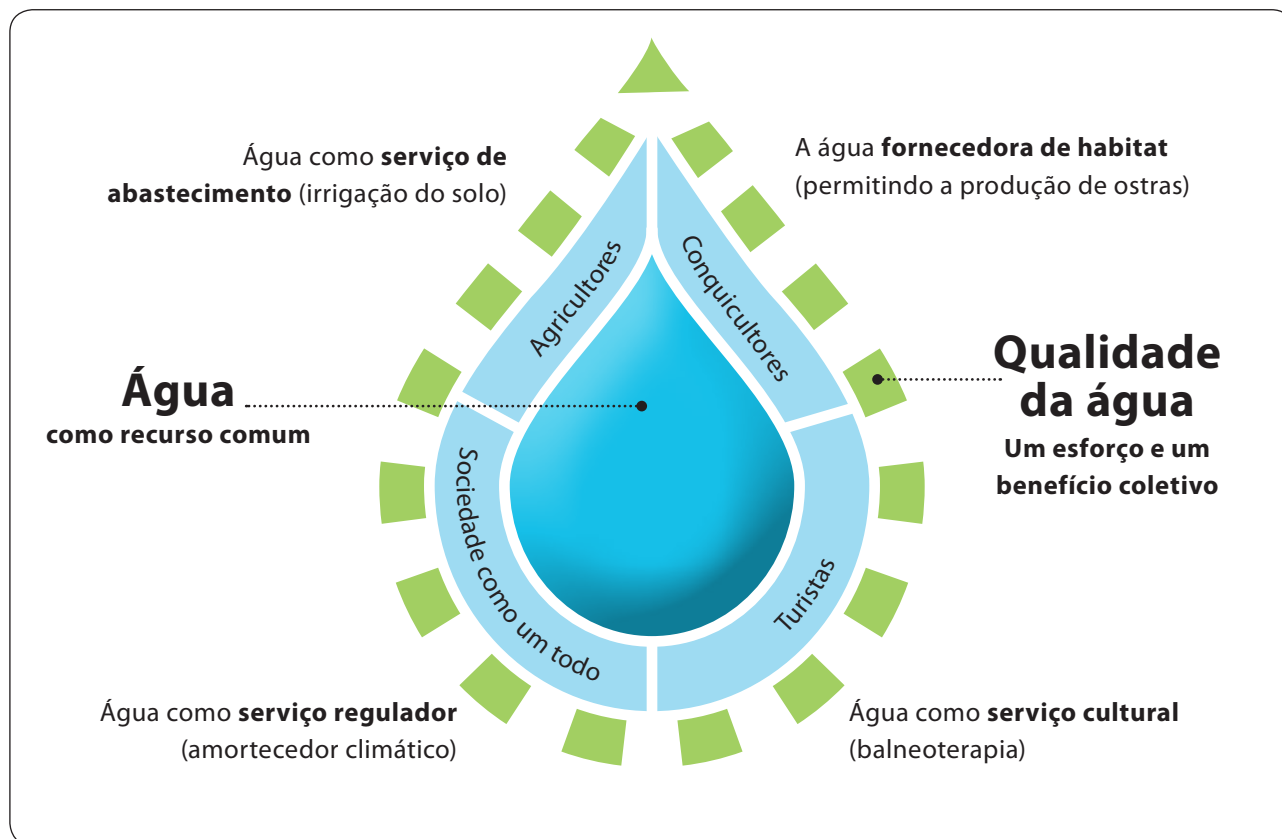 Água como serviço de
abastecimento (irrigação do solo)
A água fornecedora de habitat
(permitindo a produção de ostras)
Agricultores
Conquicultores
Água
como recurso comum
Qualidade
da água
Um esforço e um
benefício coletivo
Sociedade como um todo
Turistas
Água como serviço regulador
(amortecedor climático)
Água como serviço cultural
(balneoterapia)